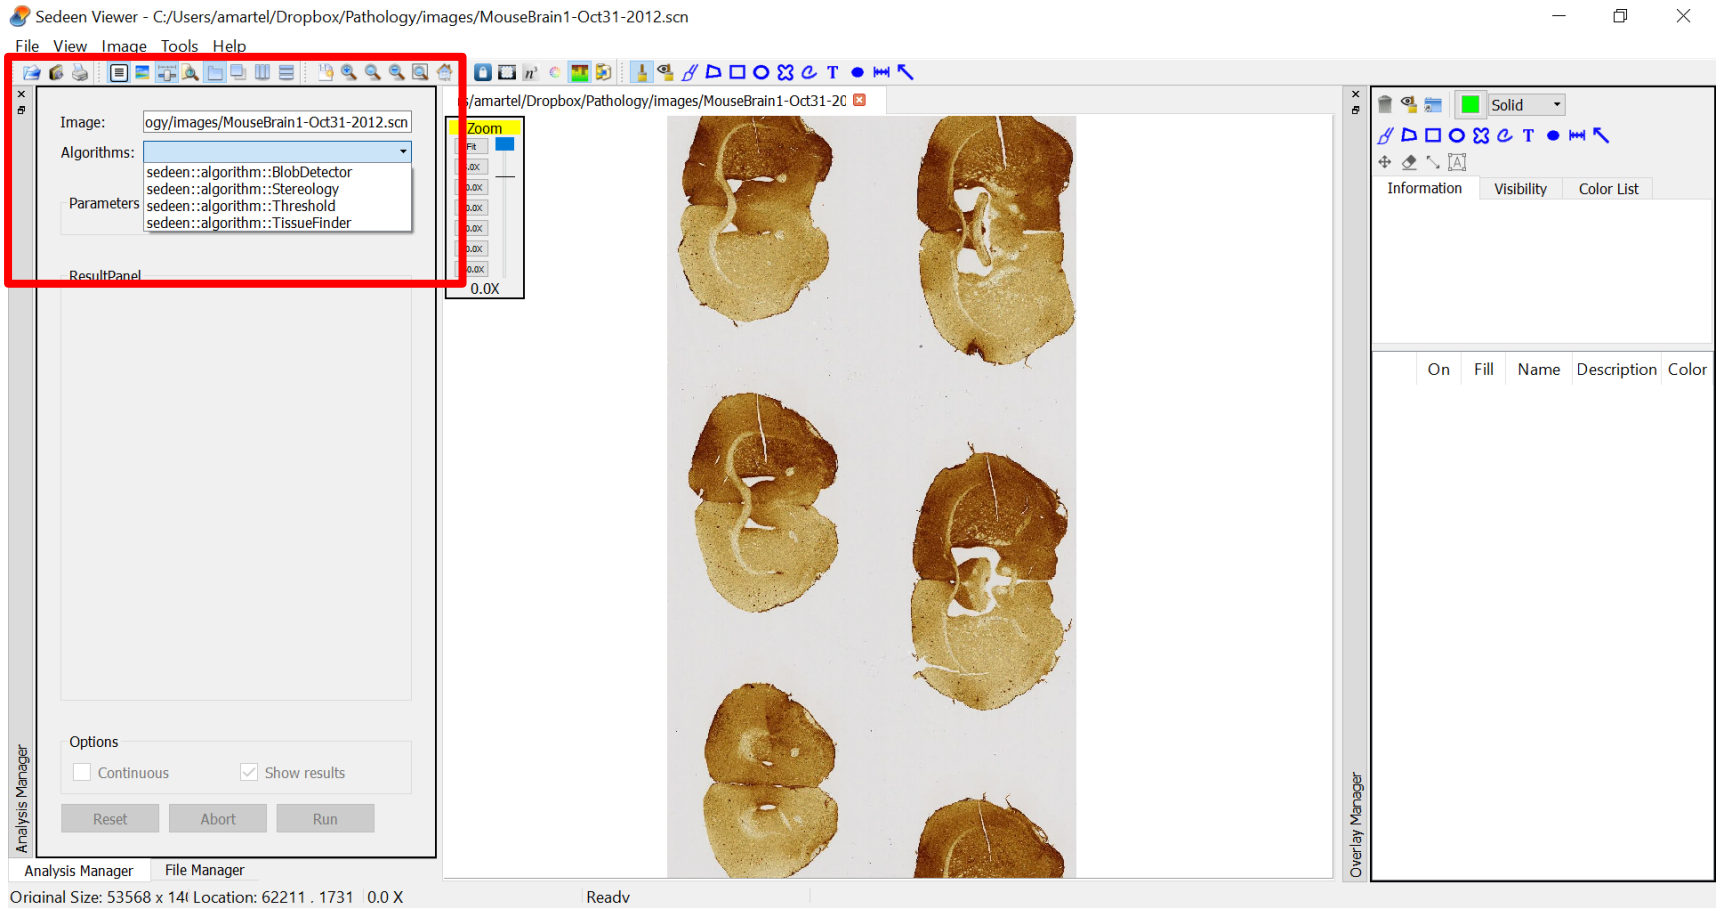 Sedeen Viewer - C:/Users/amartel/Dropbox/Pathology/images/MouseBrain1-Oct31-2012.scn
File View Image Tools Help
/amartel/Dropbox/Pathology/images/MouseBrain1-Oct31-20
Image: ogy/images/MouseBrain1-Oct31-2012.scn
Algorithms:
sedeen::algorithm::BlobDetector
sedeen::algorithm::Stereology
sedeen::algorithm::Threshold
sedeen::algorithm::TissueFinder
Parameters
ResultPanel
Options
Continuous Show results
Reset Abort Run
Analysis Manager
Analysis Manager File Manager
Zoom
Fit
0.0X
Solid
Information Visibility Color List
On Fill Name Description Color
Overlay Manager
Original Size: 53568 x 140 Location: 62211 , 1731 0.0 X Ready